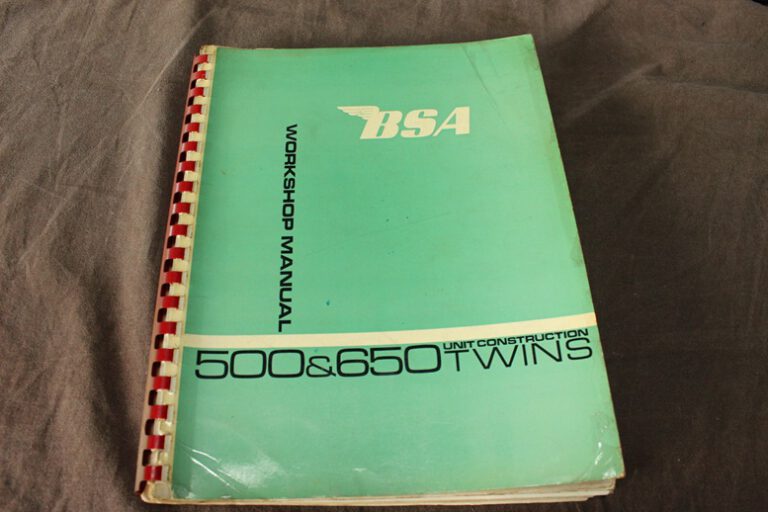 BSA
WORKSHOP MANUAL
UNIT CONSTRUCTION
500&650 TWINS